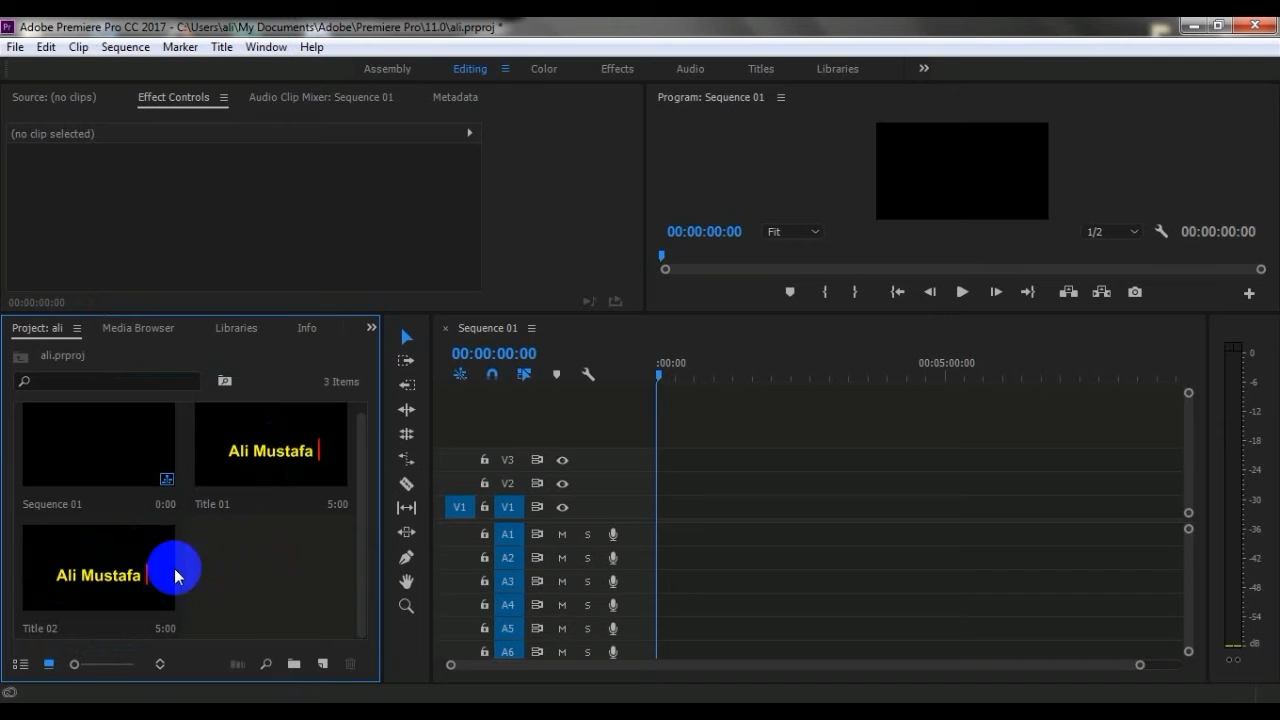 Pr Adobe Premiere Pro CC 2017 - C:\Users\ali\My Documents\Adobe\Premiere Pro\11.0\ali.prproj *
File Edit Clip Sequence Marker Title Window Help
Assembly Editing Color Effects Audio Titles Libraries
Source: (no clips) Effect Controls Audio Clip Mixer: Sequence 01 Metadata
(no clip selected)
00:00:00:00
Program: Sequence 01
00:00:00:00 Fit 1/2 00:00:00:00
Project: ali Media Browser Libraries Info
ali.prproj
3 Items
Ali Mustafa
Sequence 01 0:00 Title 01 5:00
Ali Mustafa
Title 02 5:00
Sequence 01
00:00:00:00
:00:00 00:05:00:00
V3
V2
V1 V1
A1 M S
A2 M S
A3 M S
A4 M S
A5 M S
A6 M S
0
-6
-12
-18
-24
-30
-36
-42
-48
-54
dB